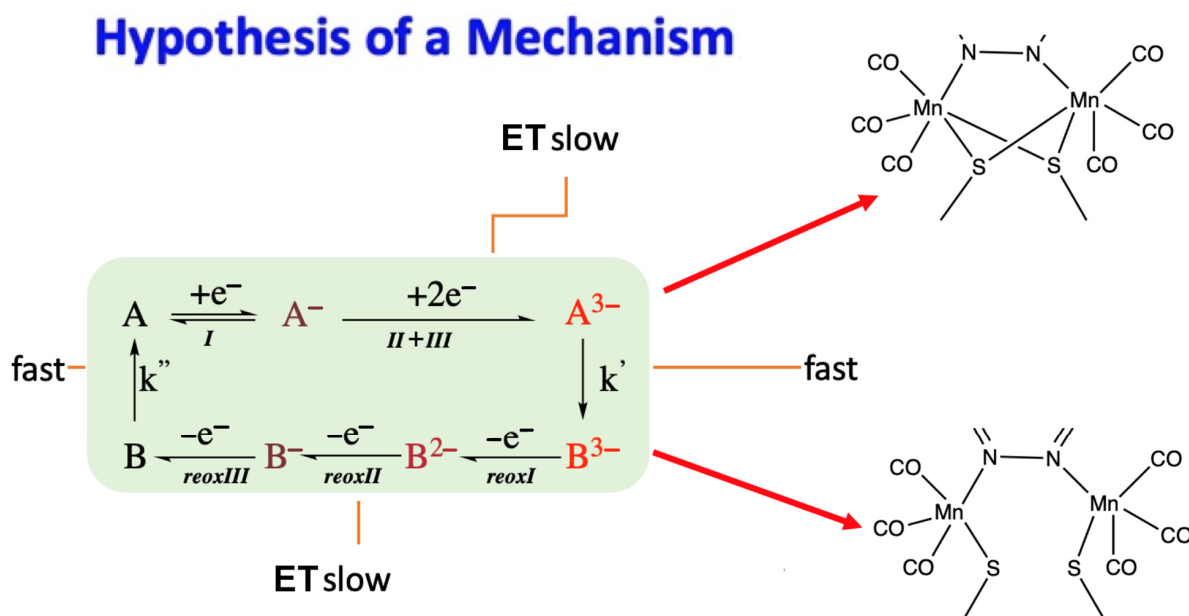 Hypothesis of a Mechanism
ET slow
A +e⁻ I A⁻ +2e⁻ II+III A³⁻
fast k'' k' fast
B −e⁻ reoxIII B⁻ −e⁻ reoxII B²⁻ −e⁻ reoxI B³⁻
ET slow
N N
CO CO
Mn Mn
CO CO
CO S S CO
N N
CO CO
Mn Mn
CO CO
CO S S CO